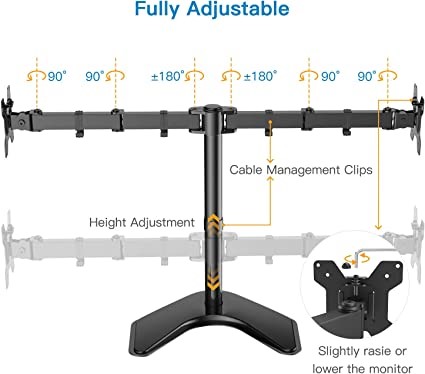 Fully Adjustable
90° 90° ±180° ±180° 90° 90°
Cable Management Clips
Height Adjustment
Slightly rasie or
lower the monitor